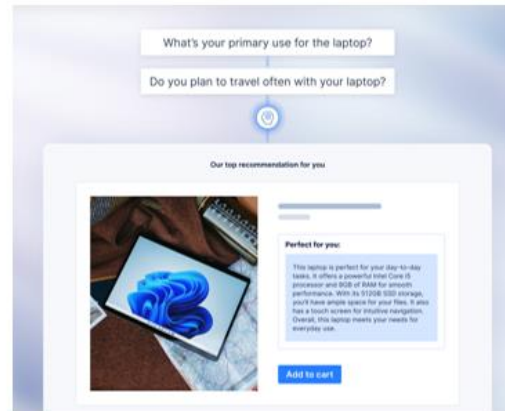 What's your primary use for the laptop?
Do you plan to travel often with your laptop?
Our top recommendation for you
Perfect for you:
This laptop is perfect for your day-to-day
tasks. It offers a powerful Intel Core i5
processor and 8GB of RAM for smooth
performance. With its 512GB SSD storage,
you'll have ample space for your files. It also
has a touch screen for intuitive navigation.
Overall, this laptop meets your needs for
everyday use.
Add to cart